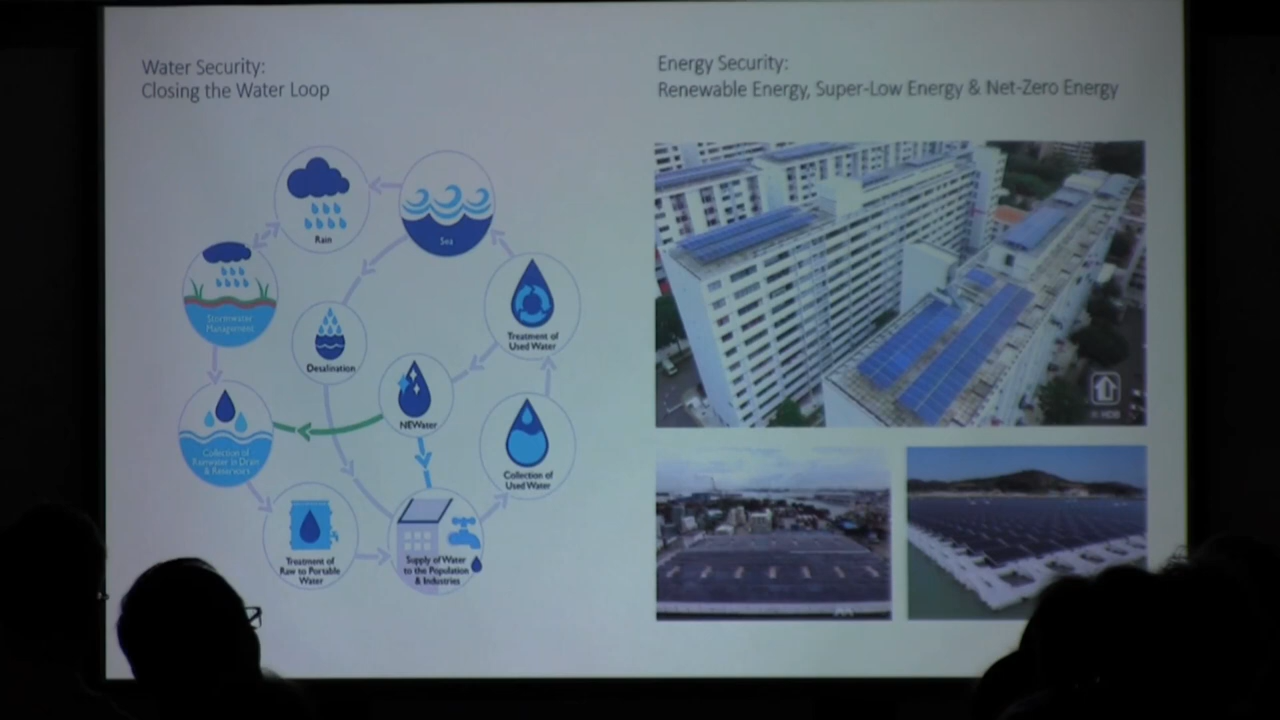 Water Security:
Closing the Water Loop
Energy Security:
Renewable Energy, Super-Low Energy & Net-Zero Energy
Rain
Sea
Stormwater
Management
Desalination
Treatment of
Used Water
NEWater
Collection of
Rainwater in Drain
& Reservoirs
Collection of
Used Water
Treatment of
Raw to Portable
Water
Supply of Water
to the Population
& Industries
HDB